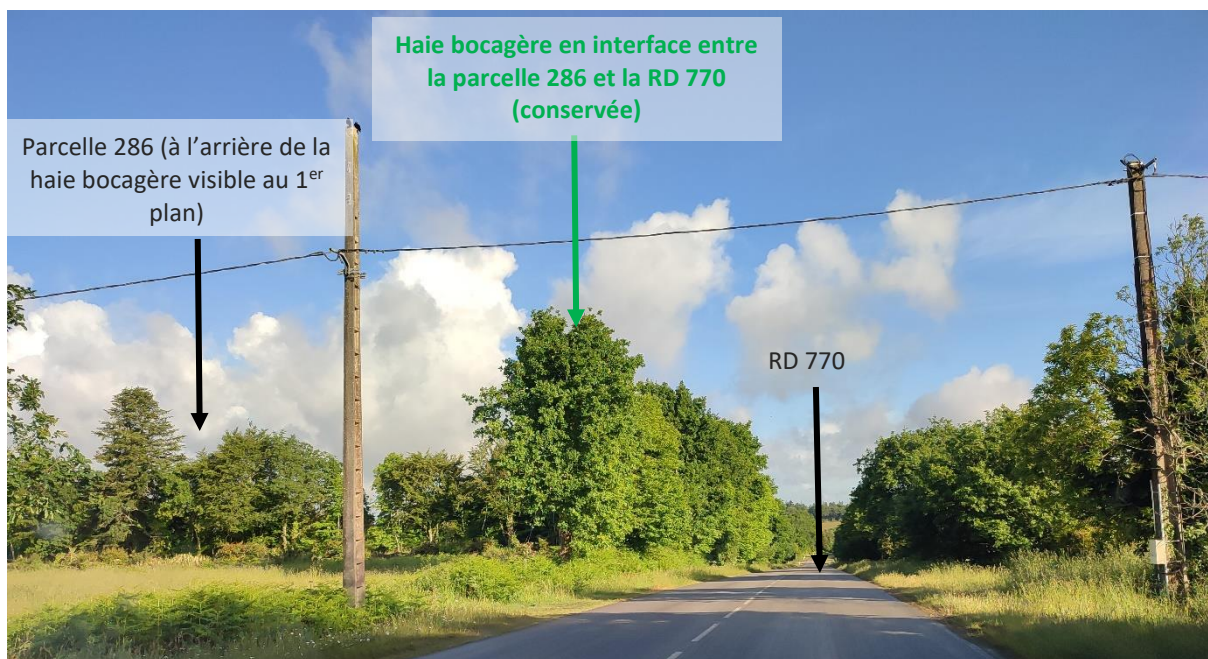 Haie bocagère en interface entre
la parcelle 286 et la RD 770
(conservée)
Parcelle 286 (à l’arrière de la
haie bocagère visible au 1er
plan)
RD 770